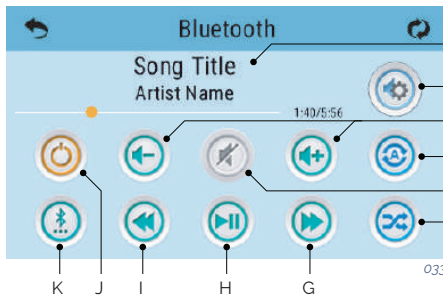 Bluetooth
Song Title
Artist Name
1:40/5:56
A
033
K J I H G